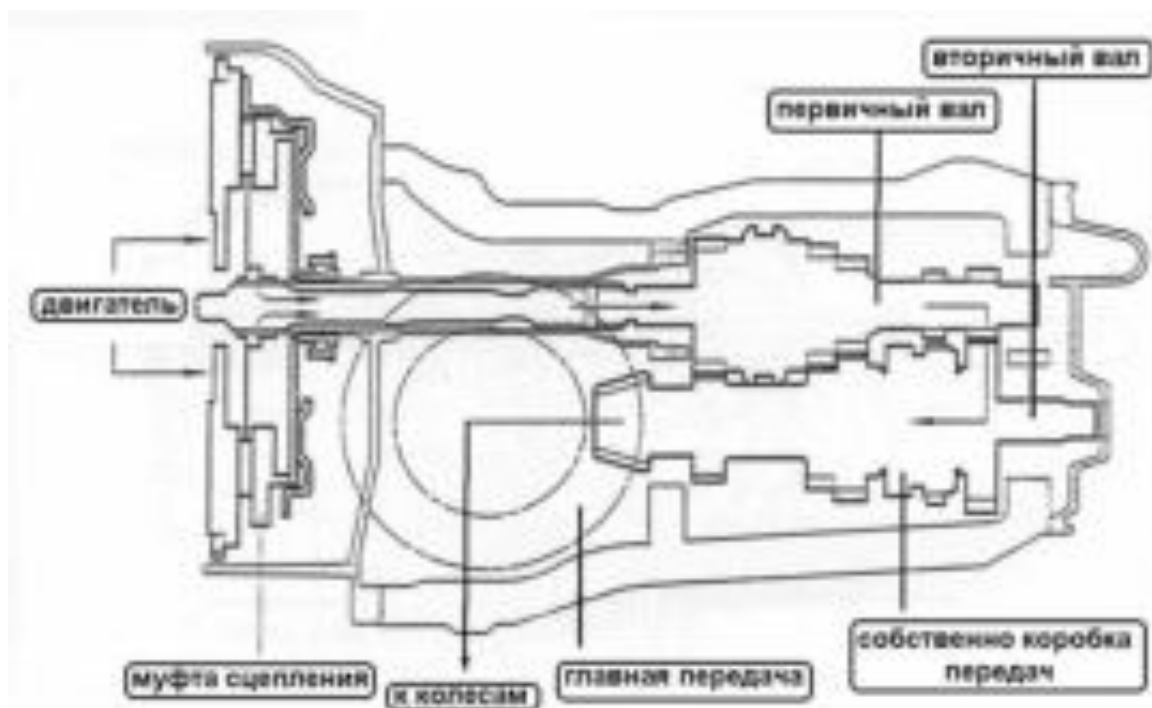 вторичный вал
первичный вал
двигатель
собственно коробка
передач
муфта сцепления
к колесам
главная передача